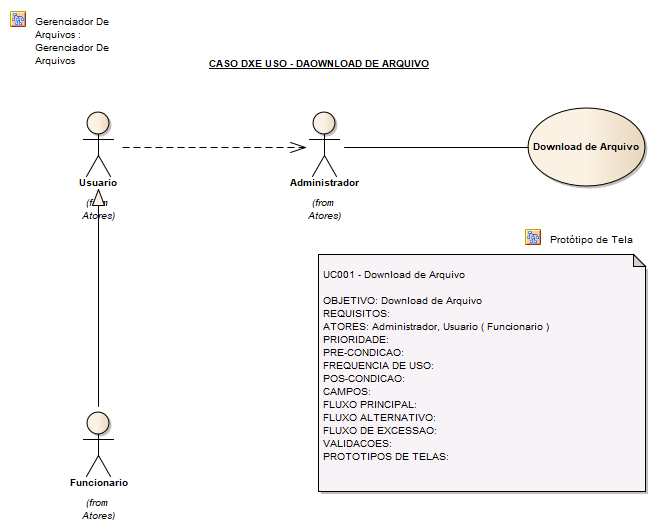 Gerenciador De
Arquivos :
Gerenciador De
Arquivos
CASO DXE USO - DAOWNLOAD DE ARQUIVO
Usuario
(from
Atores)
Administrador
(from
Atores)
Download de Arquivo
Protótipo de Tela
UC001 - Download de Arquivo
OBJETIVO: Download de Arquivo
REQUISITOS:
ATORES: Administrador, Usuario ( Funcionario )
PRIORIDADE:
PRE-CONDICAO:
FREQUENCIA DE USO:
POS-CONDICAO:
CAMPOS:
FLUXO PRINCIPAL:
FLUXO ALTERNATIVO:
FLUXO DE EXCESSAO:
VALIDACOES:
PROTOTIPOS DE TELAS:
Funcionario
(from
Atores)